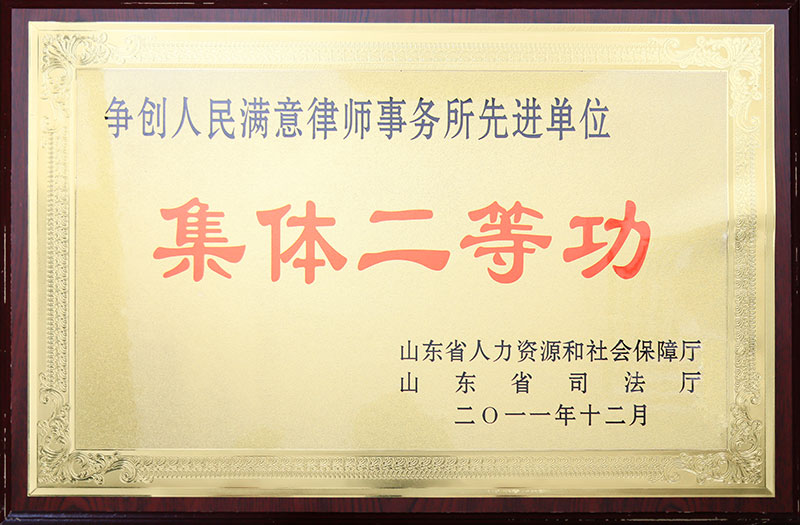 争创人民满意律师事务所先进单位
集体二等功
山东省人力资源和社会保障厅
山东省司法厅
二〇一一年十二月